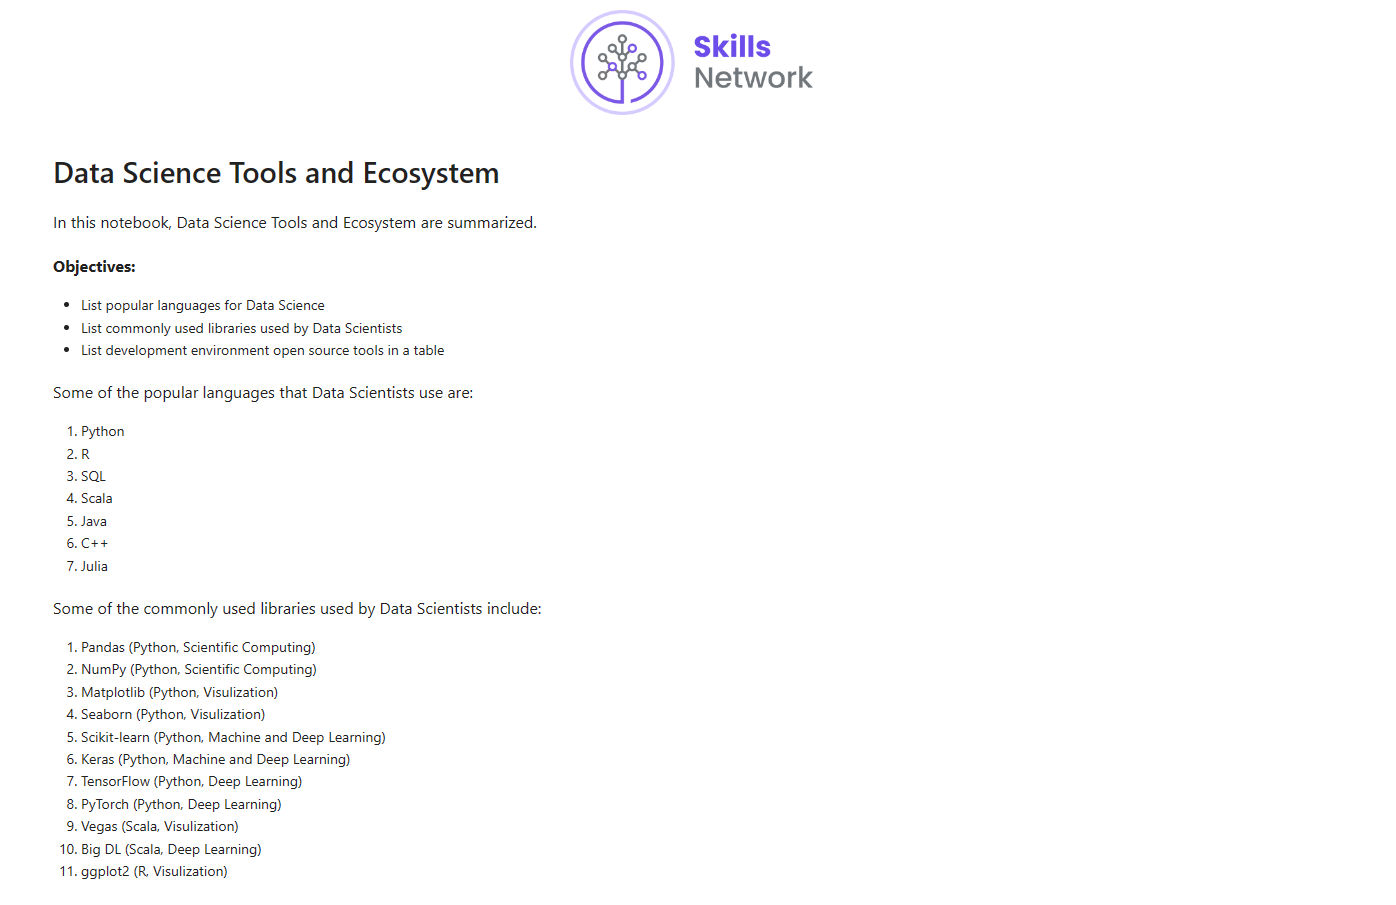 Skills
Network
Data Science Tools and Ecosystem
In this notebook, Data Science Tools and Ecosystem are summarized.
Objectives:
• List popular languages for Data Science
• List commonly used libraries used by Data Scientists
• List development environment open source tools in a table
Some of the popular languages that Data Scientists use are:
1. Python
2. R
3. SQL
4. Scala
5. Java
6. C++
7. Julia
Some of the commonly used libraries used by Data Scientists include:
1. Pandas (Python, Scientific Computing)
2. NumPy (Python, Scientific Computing)
3. Matplotlib (Python, Visulization)
4. Seaborn (Python, Visulization)
5. Scikit-learn (Python, Machine and Deep Learning)
6. Keras (Python, Machine and Deep Learning)
7. TensorFlow (Python, Deep Learning)
8. PyTorch (Python, Deep Learning)
9. Vegas (Scala, Visulization)
10. Big DL (Scala, Deep Learning)
11. ggplot2 (R, Visulization)